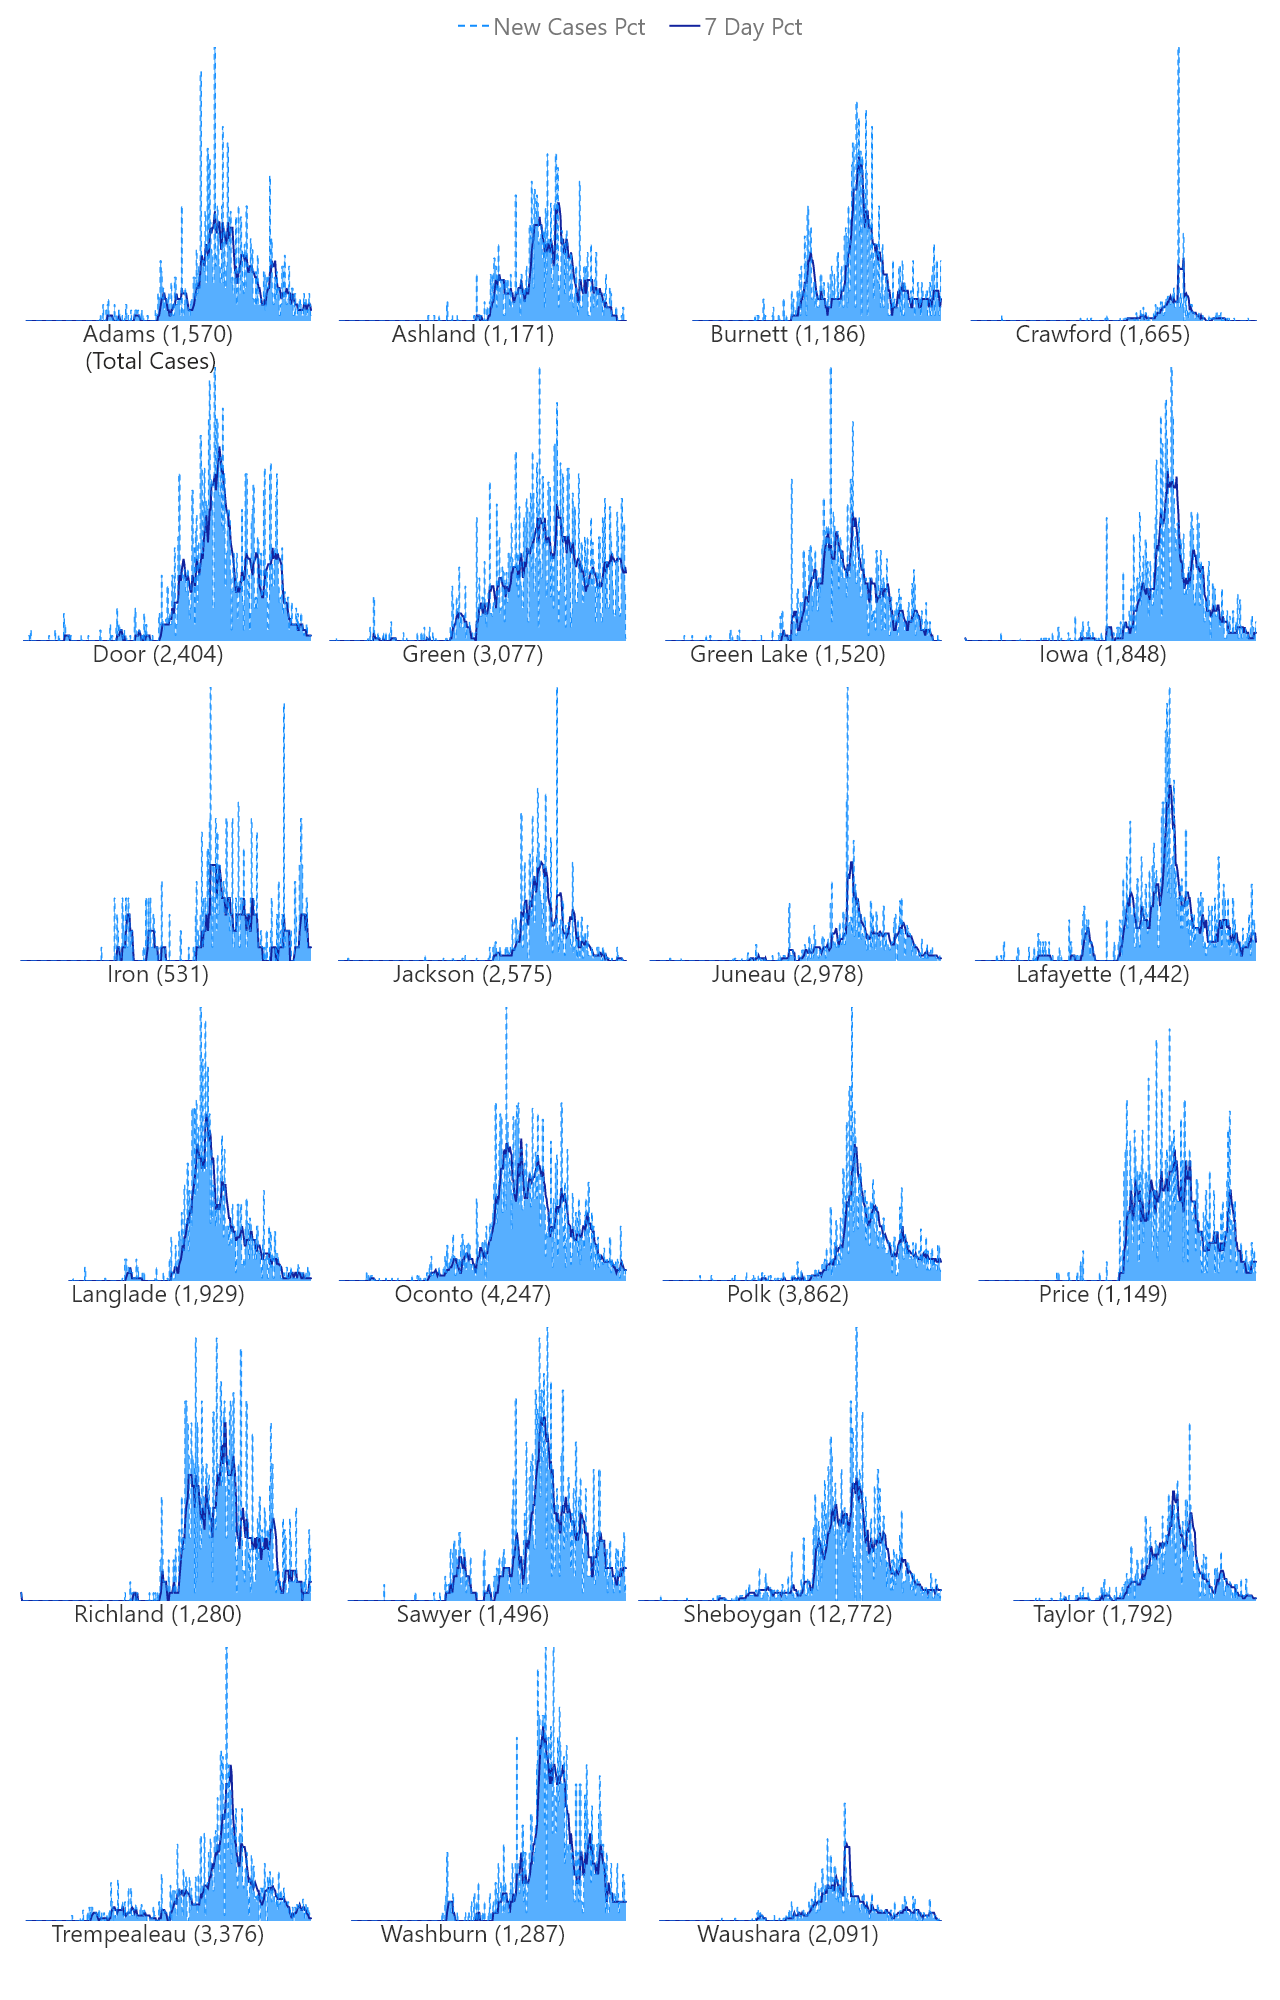 New Cases Pct 7 Day Pct
Adams (1,570) Ashland (1,171) Burnett (1,186) Crawford (1,665)
(Total Cases)
Door (2,404) Green (3,077) Green Lake (1,520) Iowa (1,848)
Iron (531) Jackson (2,575) Juneau (2,978) Lafayette (1,442)
Langlade (1,929) Oconto (4,247) Polk (3,862) Price (1,149)
Richland (1,280) Sawyer (1,496) Sheboygan (12,772) Taylor (1,792)
Trempealeau (3,376) Washburn (1,287) Waushara (2,091)